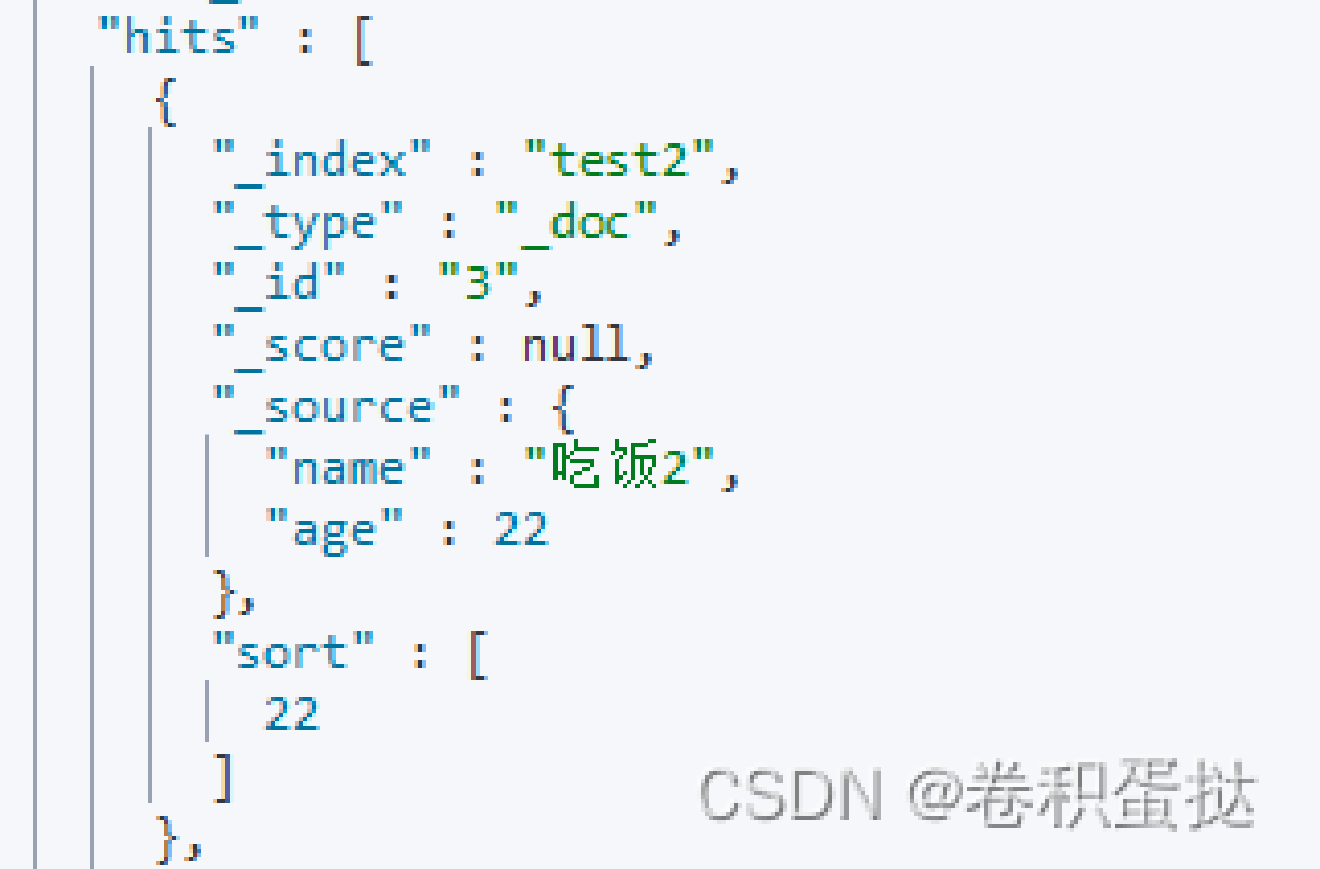 "hits" : [
{
"_index" : "test2",
"_type" : "_doc",
"_id" : "3",
"_score" : null,
"_source" : {
"name" : "吃饭2",
"age" : 22
},
"sort" : [
22
]
},
CSDN @卷积蛋挞